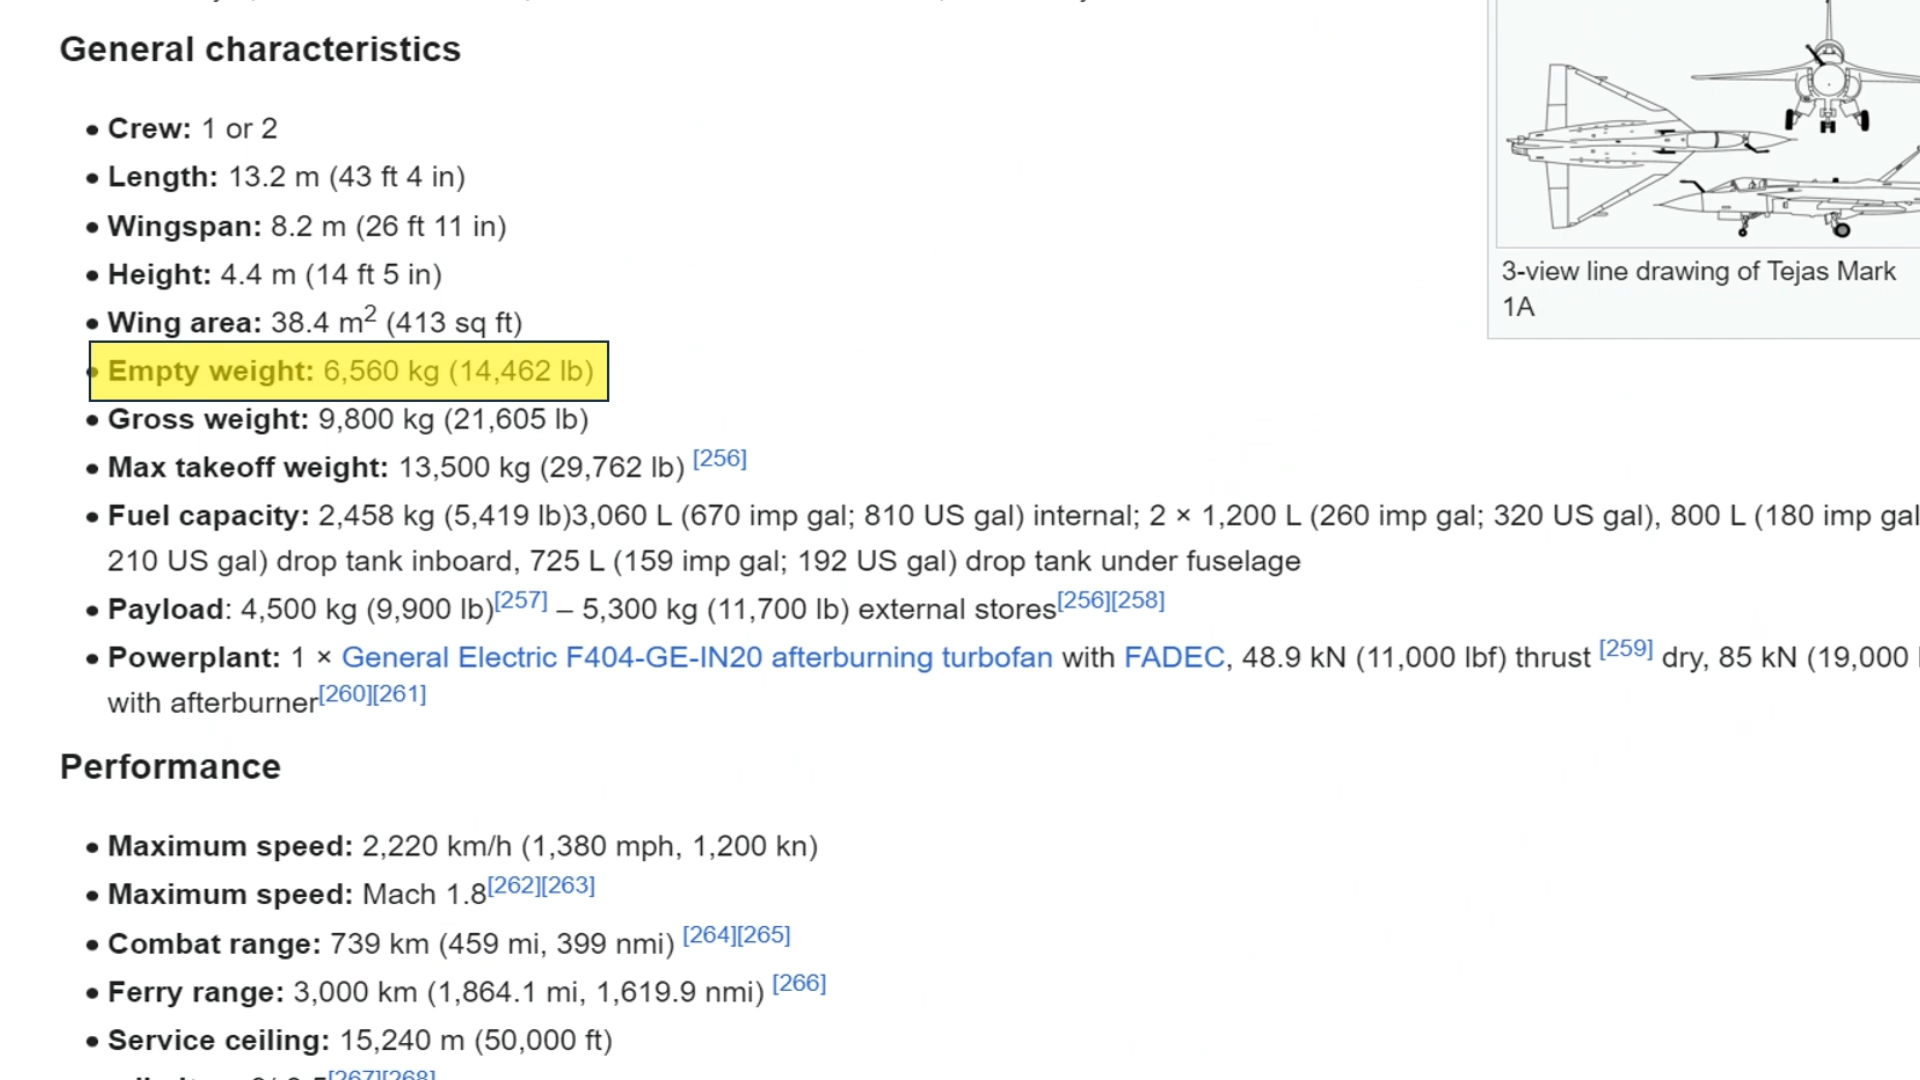 General characteristics
• Crew: 1 or 2
• Length: 13.2 m (43 ft 4 in)
• Wingspan: 8.2 m (26 ft 11 in)
• Height: 4.4 m (14 ft 5 in)
• Wing area: 38.4 m² (413 sq ft)
• Empty weight: 6,560 kg (14,462 lb)
• Gross weight: 9,800 kg (21,605 lb)
• Max takeoff weight: 13,500 kg (29,762 lb) [256]
• Fuel capacity: 2,458 kg (5,419 lb)3,060 L (670 imp gal; 810 US gal) internal; 2 × 1,200 L (260 imp gal; 320 US gal), 800 L (180 imp gal
210 US gal) drop tank inboard, 725 L (159 imp gal; 192 US gal) drop tank under fuselage
• Payload: 4,500 kg (9,900 lb)[257] – 5,300 kg (11,700 lb) external stores[256][258]
• Powerplant: 1 × General Electric F404-GE-IN20 afterburning turbofan with FADEC, 48.9 kN (11,000 lbf) thrust [259] dry, 85 kN (19,000
with afterburner[260][261]
Performance
• Maximum speed: 2,220 km/h (1,380 mph, 1,200 kn)
• Maximum speed: Mach 1.8[262][263]
• Combat range: 739 km (459 mi, 399 nmi) [264][265]
• Ferry range: 3,000 km (1,864.1 mi, 1,619.9 nmi) [266]
• Service ceiling: 15,240 m (50,000 ft)
[267][268]
3-view line drawing of Tejas Mark
1A